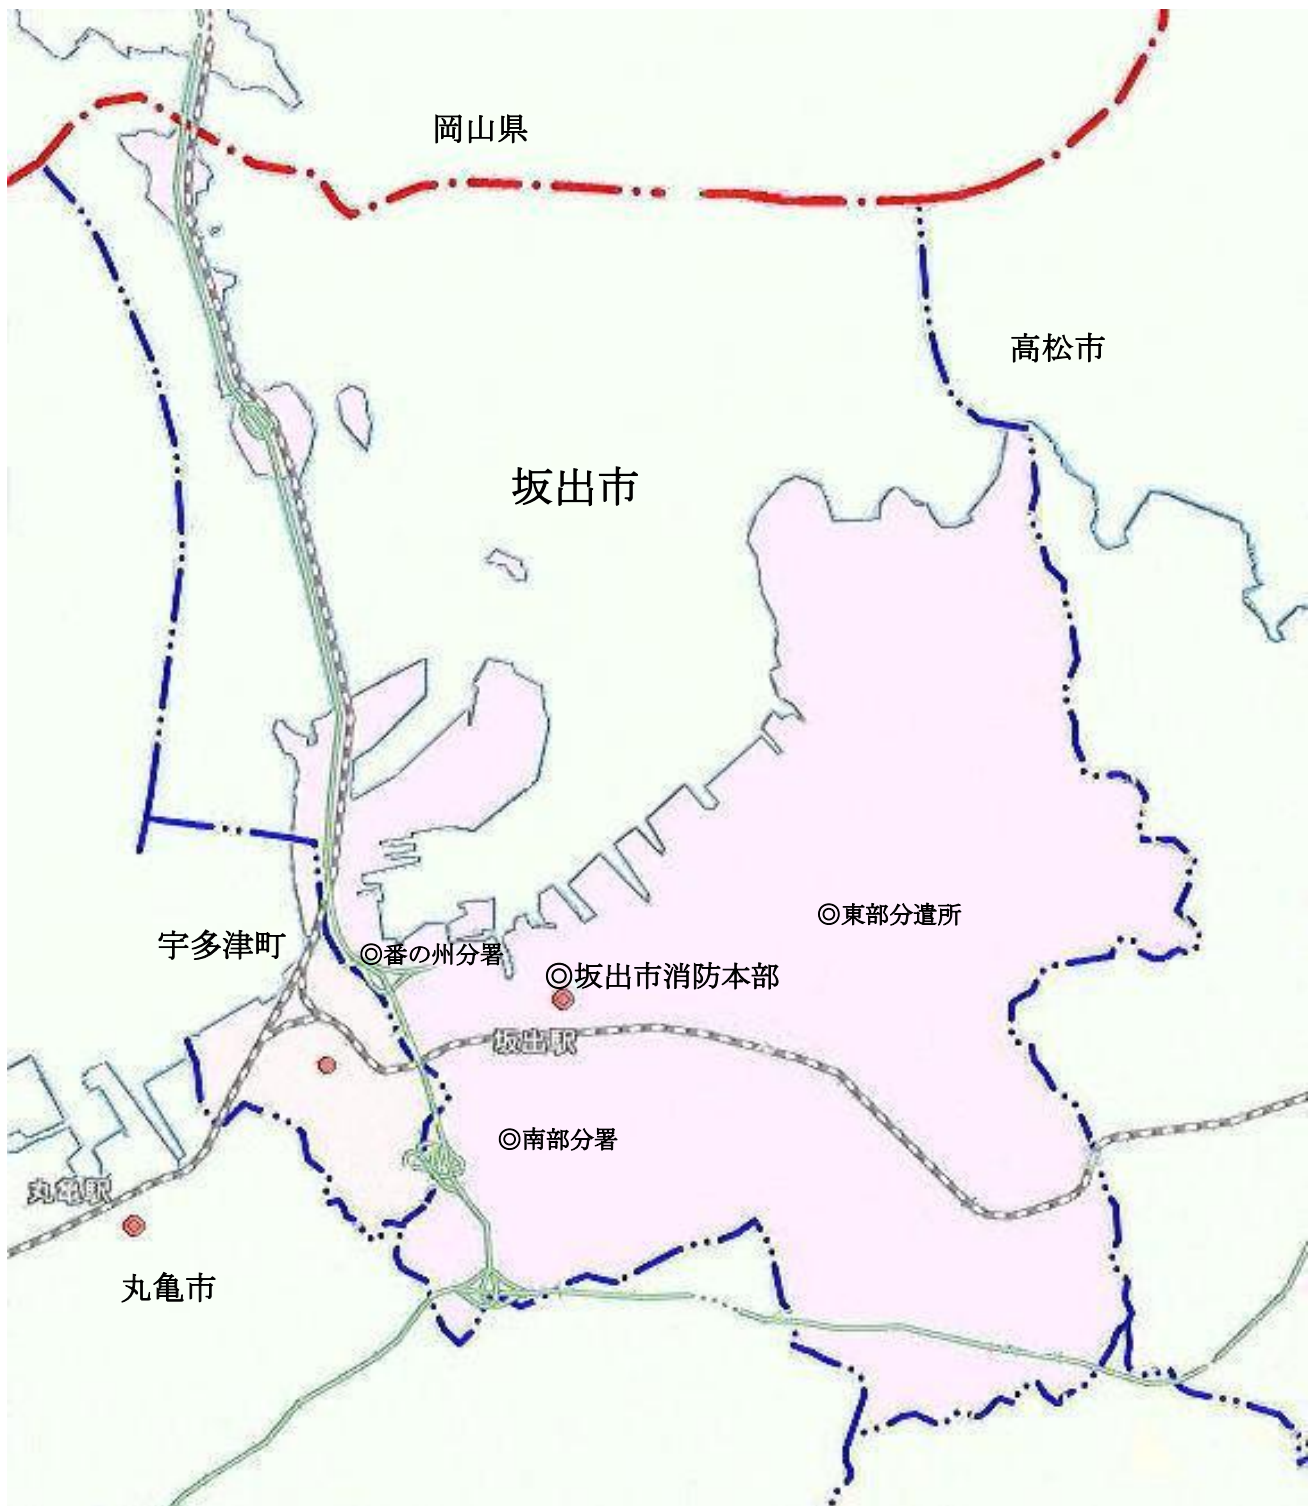 岡山県
高松市
坂出市
◎東部分遣所
宇多津町
◎番の州分署
◎坂出市消防本部
坂出駅
◎南部分署
丸亀駅
丸亀市